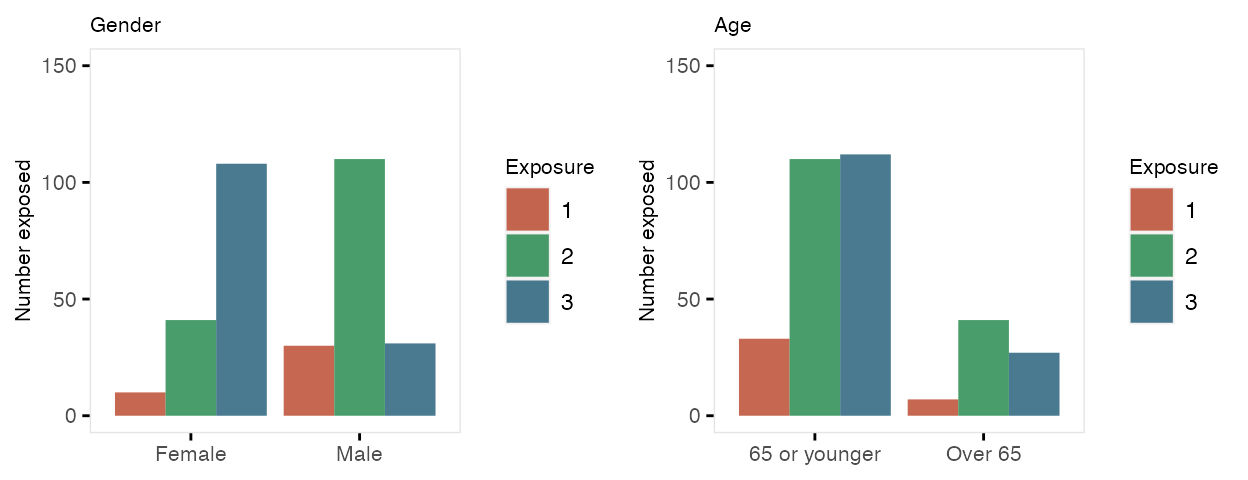 Gender
150
100
50
0
Number exposed
Female Male
Exposure
1
2
3
Age
150
100
50
0
Number exposed
65 or younger Over 65
Exposure
1
2
3